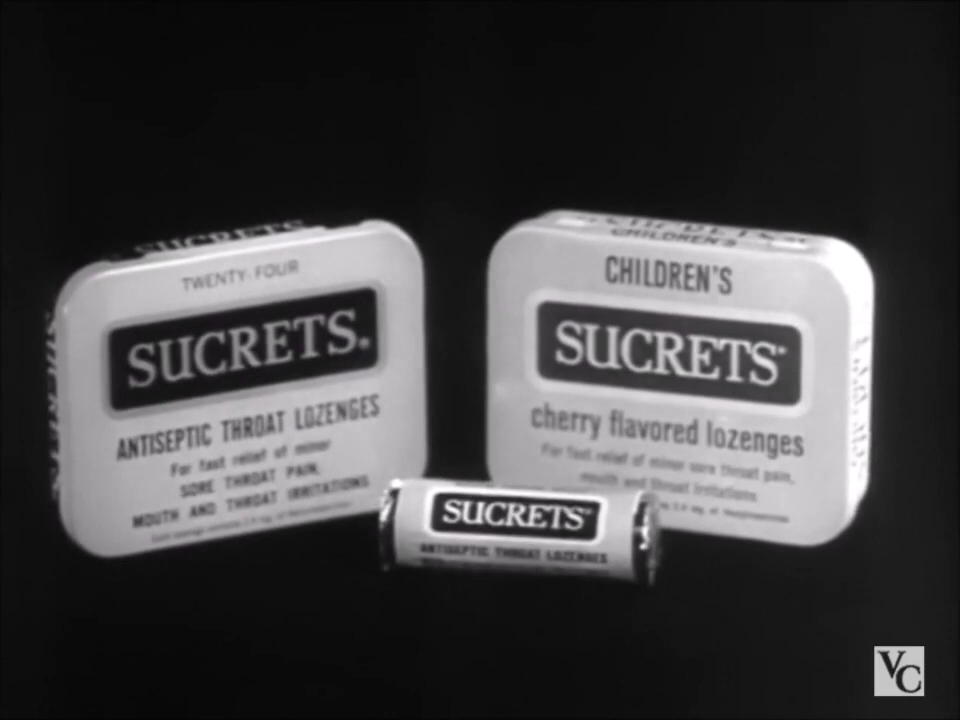 SUCRETS
TWENTY-FOUR
SUCRETS®
ANTISEPTIC THROAT LOZENGES
For fast relief of minor
SORE THROAT PAIN,
MOUTH AND THROAT IRRITATIONS
CHILDREN'S
CHILDREN'S
SUCRETS™
cherry flavored lozenges
For fast relief of minor sore throat pain,
mouth and throat irritations
SUCRETS™
ANTISEPTIC THROAT LOZENGES
VC